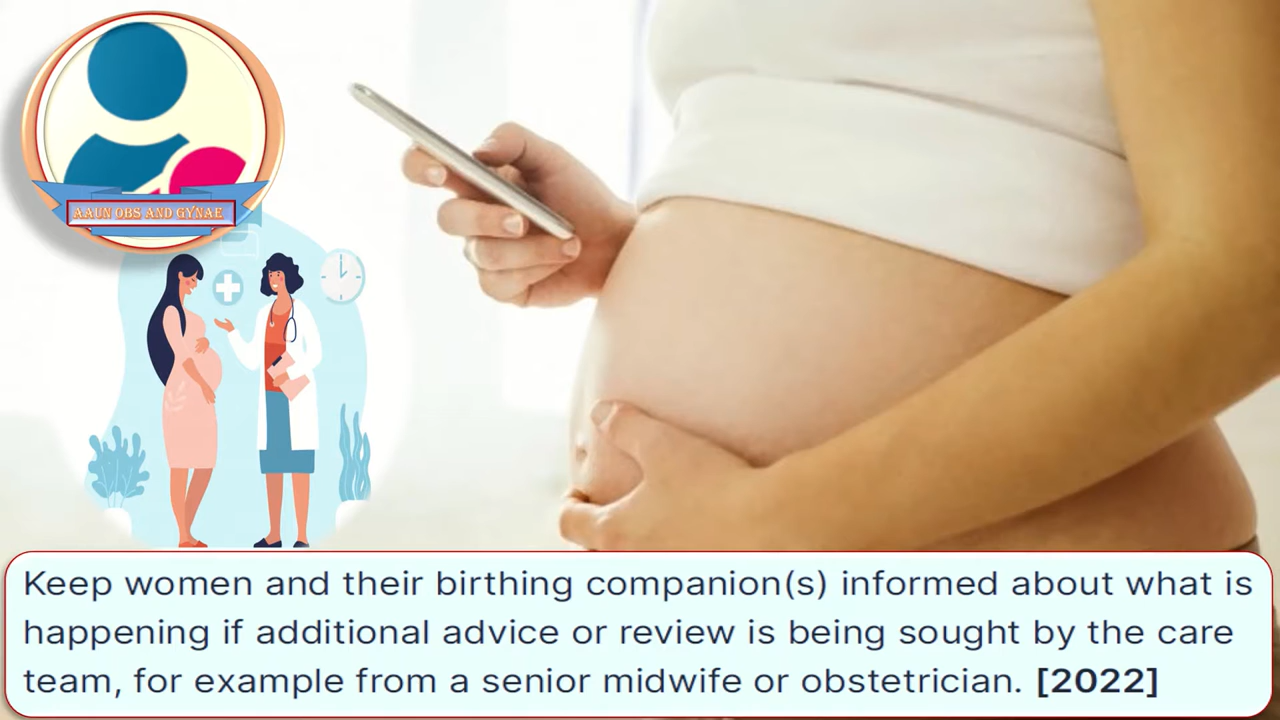 AAUN OBS AND GYNAE
Keep women and their birthing companion(s) informed about what is
happening if additional advice or review is being sought by the care
team, for example from a senior midwife or obstetrician. [2022]